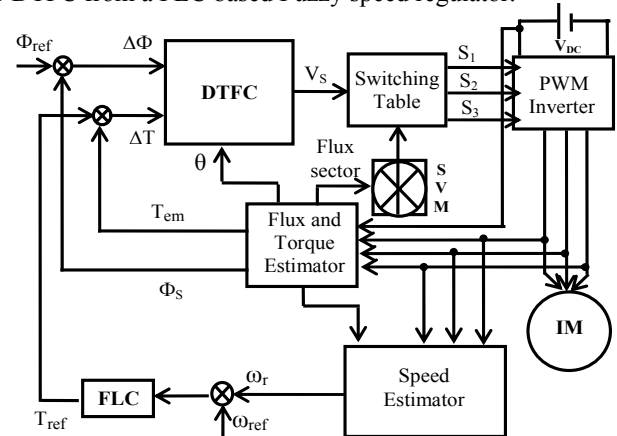 DTFC from a FLC based Fuzzy speed regulator.
Φref
ΔΦ
DTFC
VS
Switching
Table
S1
S2
S3
VDC
PWM
Inverter
ΔT
θ
Flux
sector
S
V
M
Tem
Flux and
Torque
Estimator
ΦS
IM
Speed
Estimator
ωr
FLC
Tref
ωref